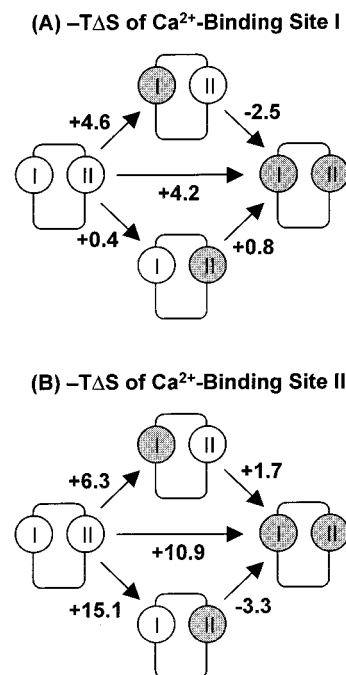 (A) –TΔS of Ca²⁺-Binding Site I
I II
+4.6 -2.5
I II I II
+4.2
+0.4 +0.8
I II
(B) –TΔS of Ca²⁺-Binding Site II
I II
+6.3 +1.7
I II I II
+10.9
+15.1 -3.3
I II